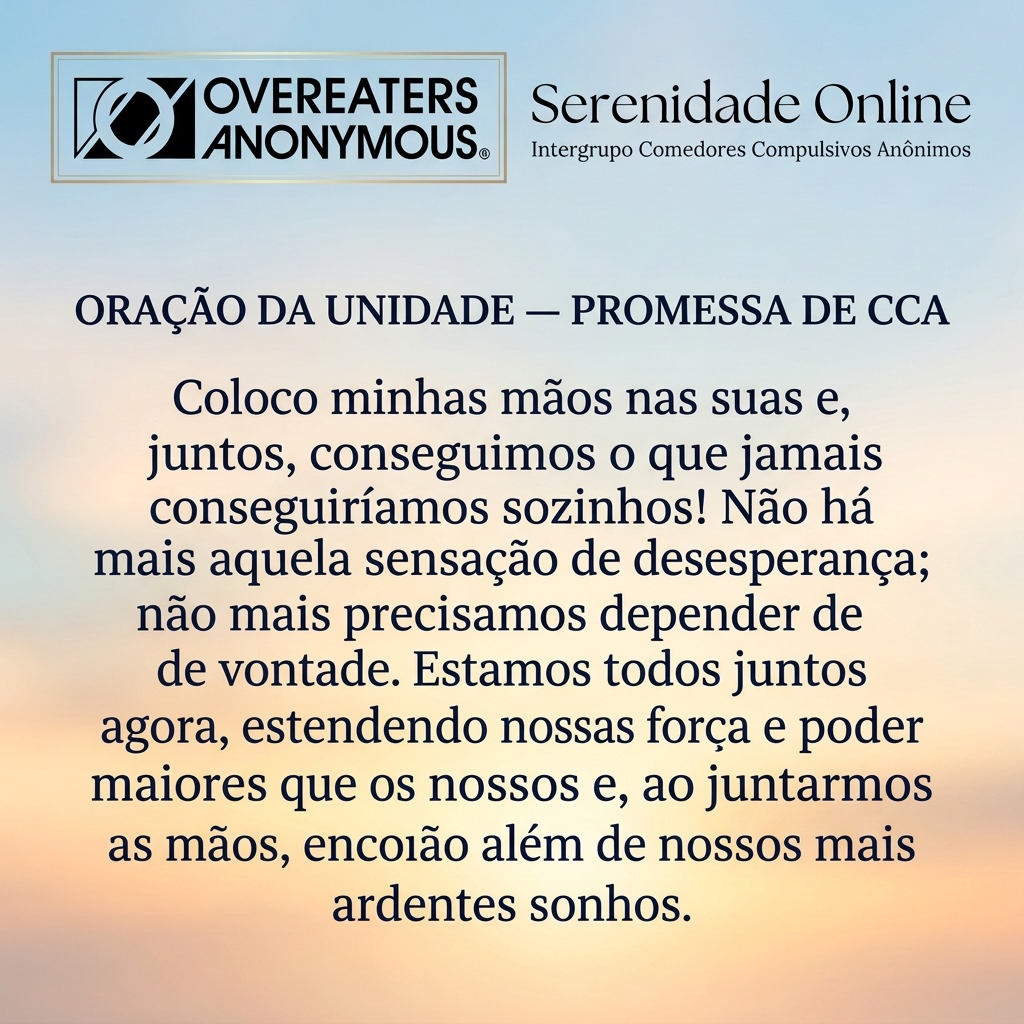 OVEREATERS
ANONYMOUS®
Serenidade Online
Intergrupo Comedores Compulsivos Anônimos
ORAÇÃO DA UNIDADE — PROMESSA DE CCA
Coloco minhas mãos nas suas e,
juntos, conseguimos o que jamais
conseguiríamos sozinhos! Não há
mais aquela sensação de desesperança;
não mais precisamos depender de
de vontade. Estamos todos juntos
agora, estendendo nossas força e poder
maiores que os nossos e, ao juntarmos
as mãos, encoıão além de nossos mais
ardentes sonhos.